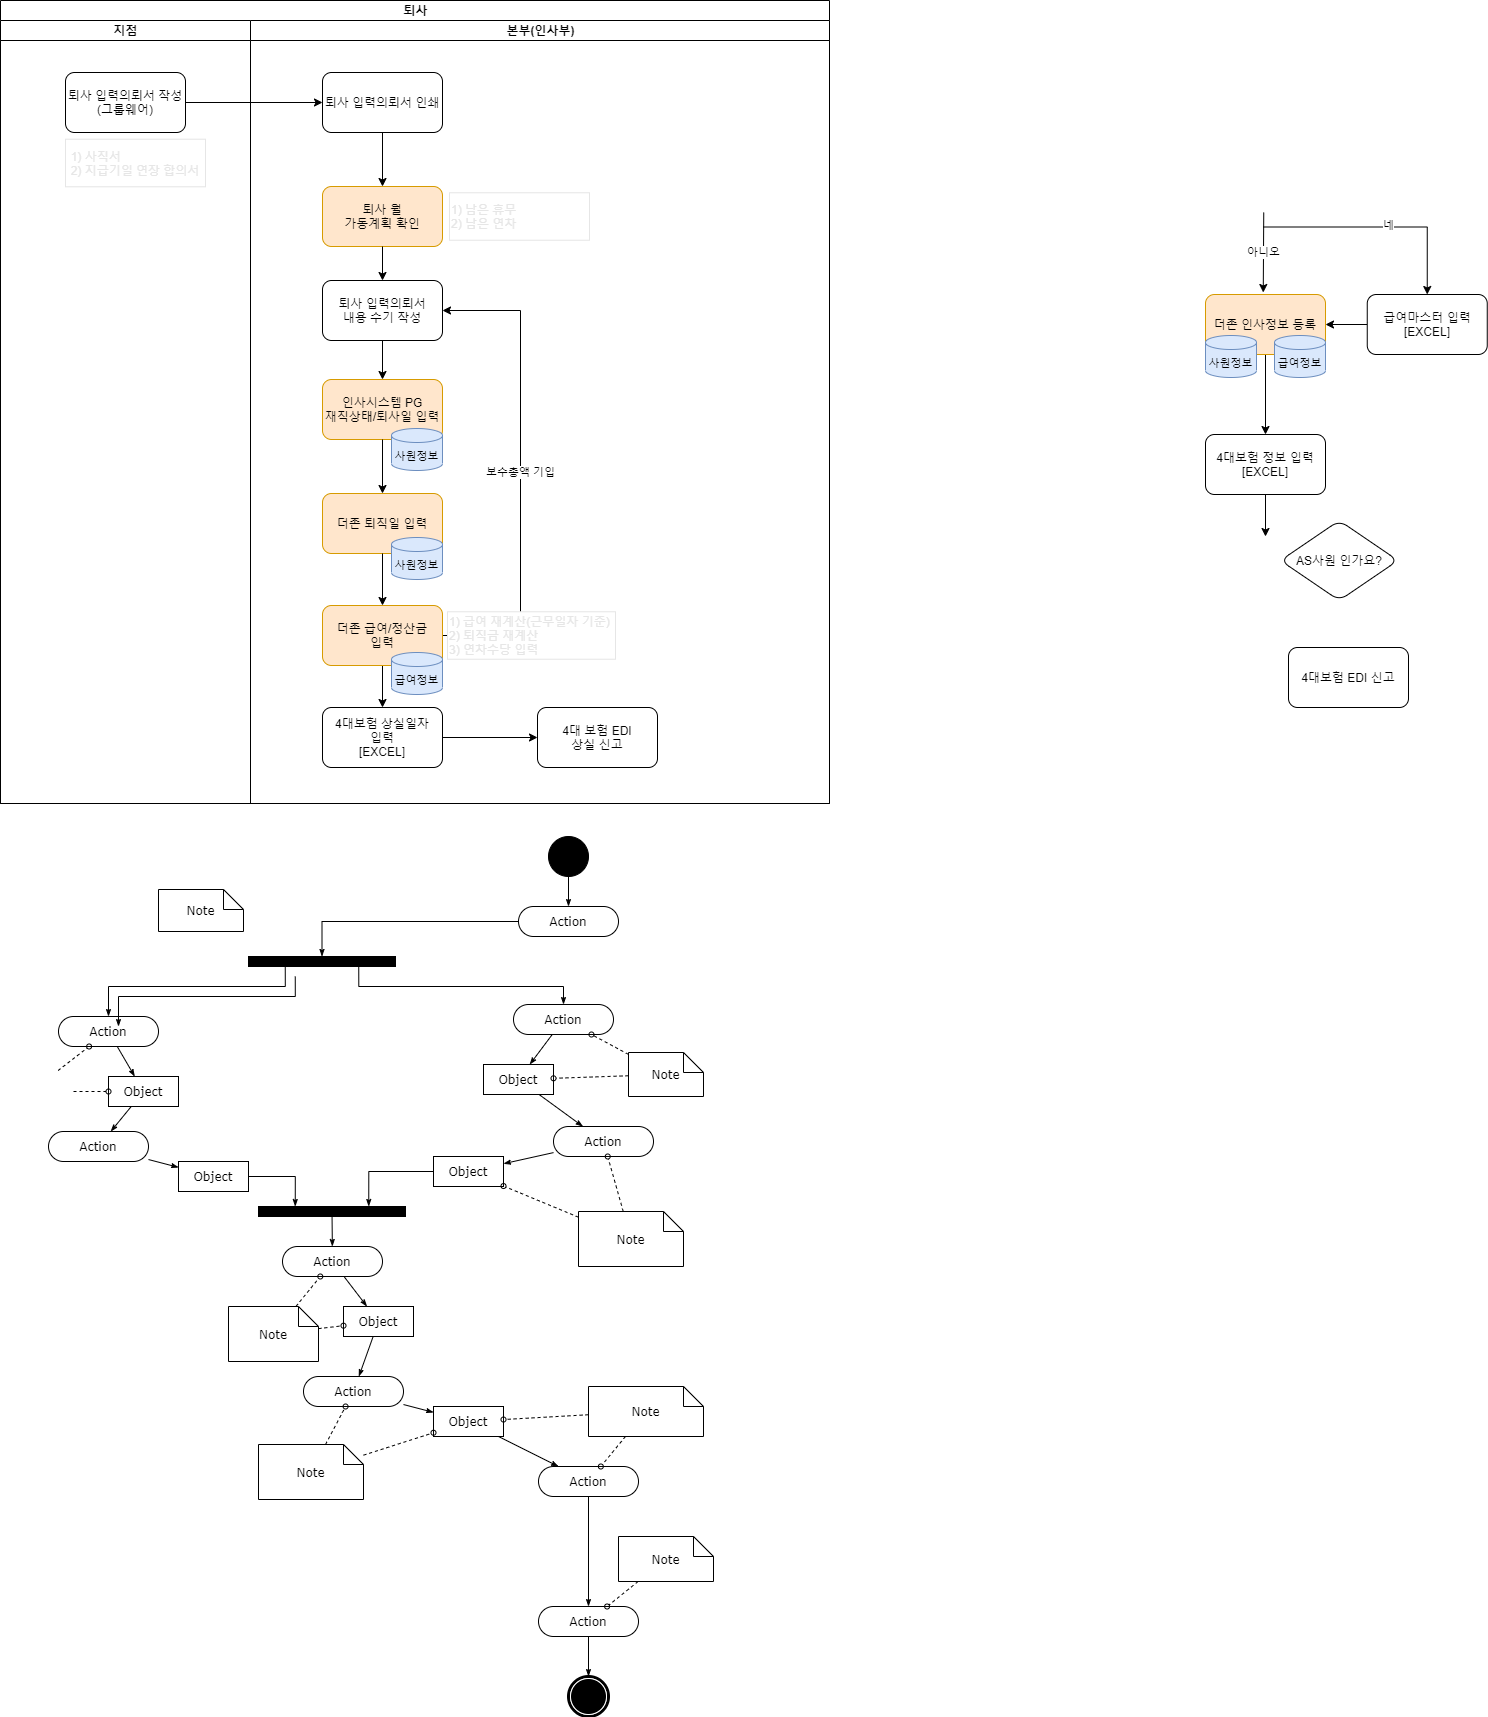 퇴사
지점
본부(인사부)
퇴사 입력의뢰서 작성
(그룹웨어)
1) 사직서
2) 지급기일 연장 합의서
퇴사 입력의뢰서 인쇄
퇴사 월
가동계획 확인
1) 남은 휴무
2) 남은 연차
퇴사 입력의뢰서
내용 수기 작성
인사시스템 PG
재직상태/퇴사일 입력
사원정보
보수총액 기입
더존 퇴직일 입력
사원정보
더존 급여/정산금
입력
급여정보
1) 급여 재계산(근무일자 기준)
2) 퇴직금 재계산
3) 연차수당 입력
4대보험 상실일자
입력
[EXCEL]
4대 보험 EDI
상실 신고
네
아니오
더존 인사정보 등록
사원정보
급여정보
급여마스터 입력
[EXCEL]
4대보험 정보 입력
[EXCEL]
AS사원 인가요?
4대보험 EDI 신고
Note
Action
Action
Action
Object
Object
Note
Action
Action
Object
Object
Note
Action
Note
Object
Action
Note
Object
Note
Action
Note
Action